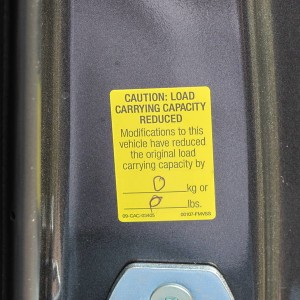 CAUTION: LOAD
CARRYING CAPACITY
REDUCED
Modifications to this
vehicle have reduced
the original load
carrying capacity by
0 kg or
0 lbs.